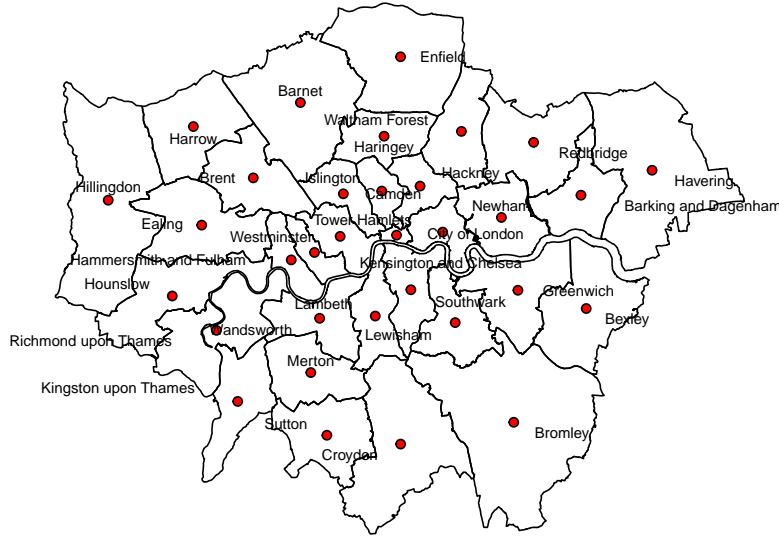 Enfield
Barnet
Waltham Forest
Harrow
Haringey
Redbridge
Hackney
Brent
Islington
Havering
Hillingdon
Camden
Newham
Barking and Dagenham
Ealing
Tower Hamlets
Westminster
City of London
Hammersmith and Fulham
Kensington and Chelsea
Hounslow
Greenwich
Lambeth
Southwark
Bexley
Wandsworth
Lewisham
Richmond upon Thames
Merton
Kingston upon Thames
Sutton
Bromley
Croydon